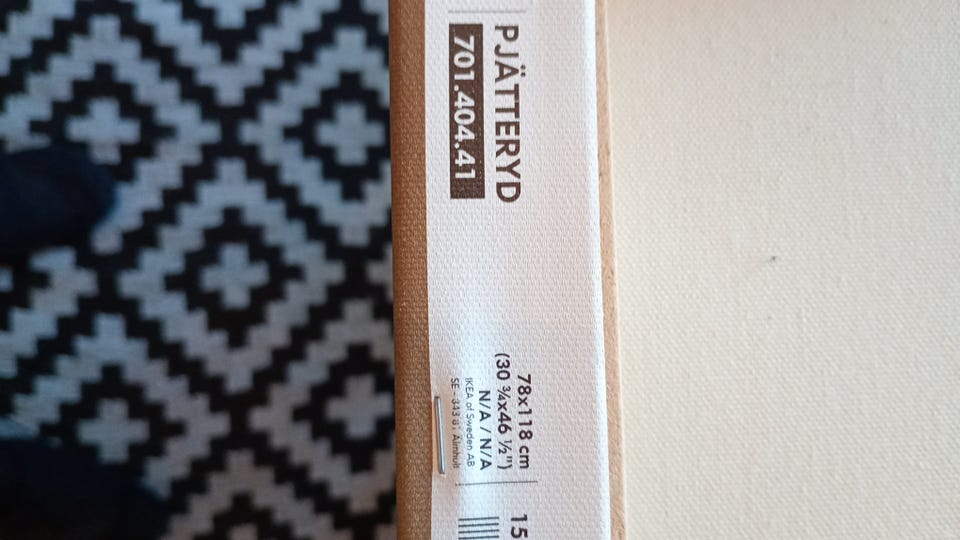 PJÄTTERYD
701.404.41
78x118 cm
(30 ¾x46 ½")
N/A / N/A
IKEA of Sweden AB
SE - 343 81 Älmhult
15